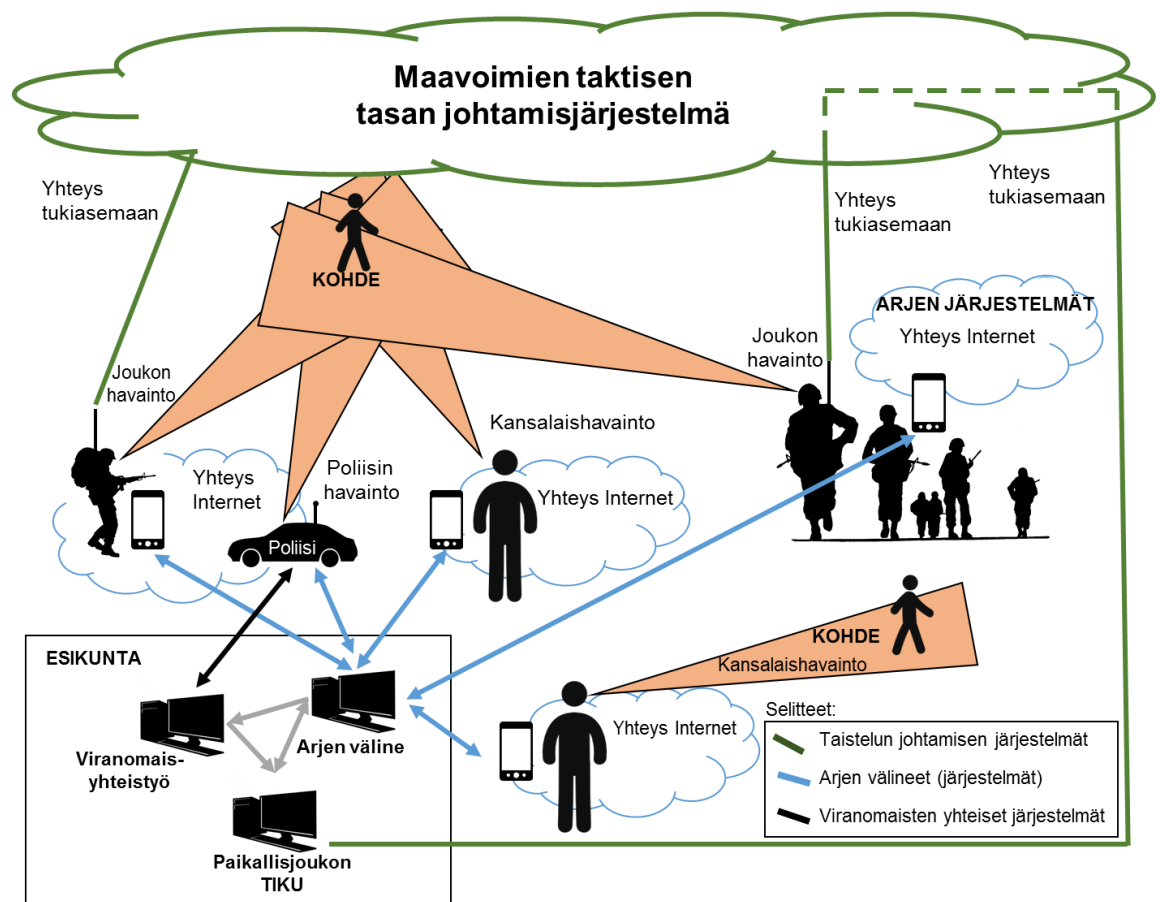 Maavoimien taktisen
tasan johtamisjärjestelmä
Yhteys
tukiasemaan
Yhteys
tukiasemaan
Yhteys
tukiasemaan
KOHDE
ARJEN JÄRJESTELMÄT
Yhteys Internet
Joukon
havainto
Joukon
havainto
Kansalaishavainto
Yhteys
Internet
Poliisin
havainto
Yhteys Internet
Poliisi
KOHDE
Kansalaishavainto
ESIKUNTA
Viranomais-
yhteistyö
Arjen väline
Yhteys Internet
Paikallisjoukon
TIKU
Selitteet:
Taistelun johtamisen järjestelmät
Arjen välineet (järjestelmät)
Viranomaisten yhteiset järjestelmät